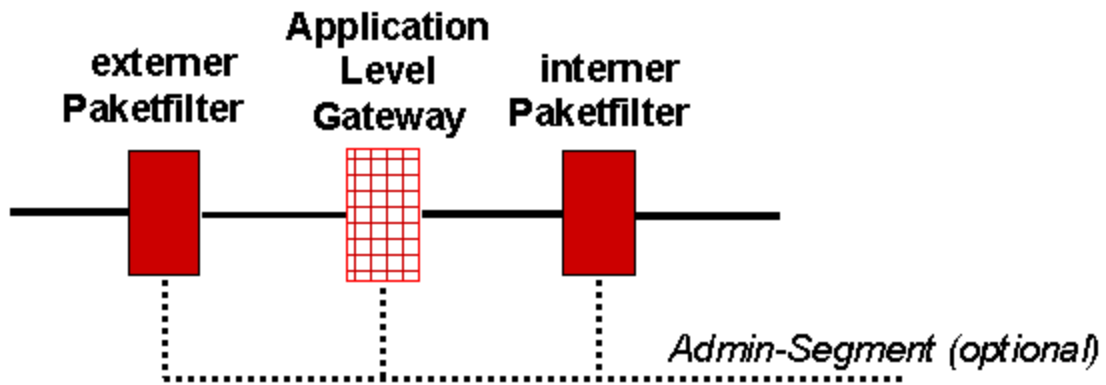 externer
Paketfilter
Application
Level
Gateway
interner
Paketfilter
Admin-Segment (optional)